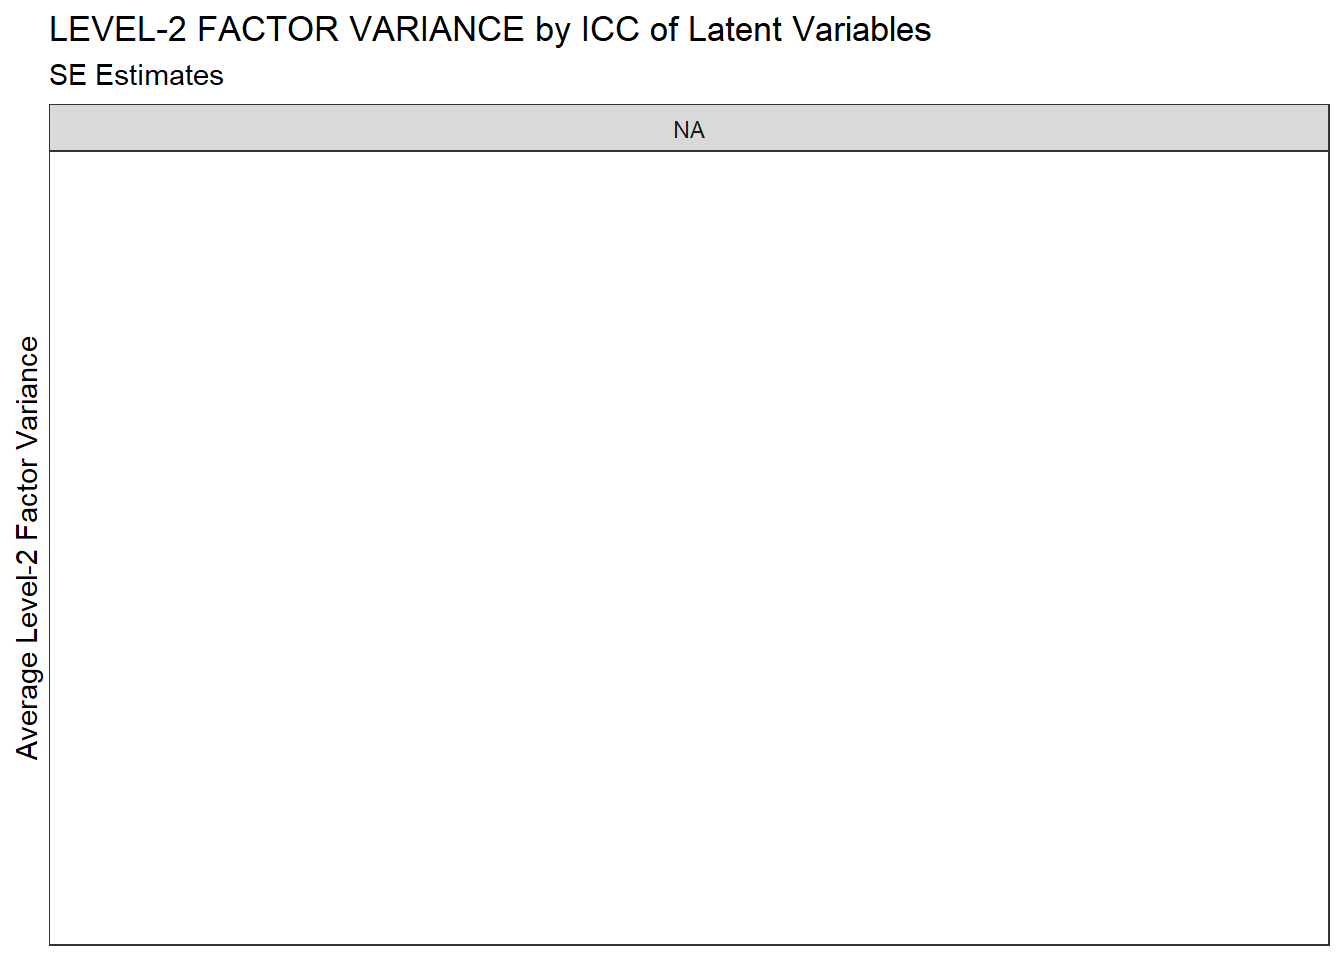 LEVEL-2 FACTOR VARIANCE by ICC of Latent Variables
SE Estimates
NA
Average Level-2 Factor Variance